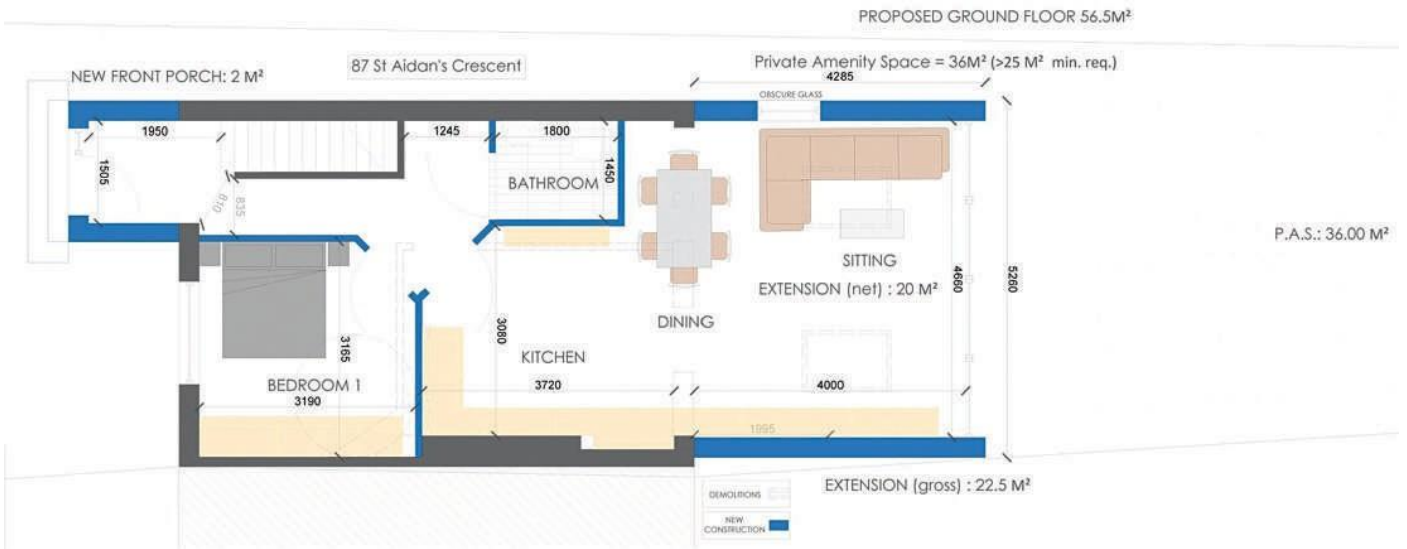 PROPOSED GROUND FLOOR 56.5M²
87 St Aidan's Crescent
Private Amenity Space = 36M² (>25 M² min. req.)
NEW FRONT PORCH: 2 M²
4285
OBSCURE GLASS
1950
1245
1800
1505
1450
810
835
BATHROOM
P.A.S.: 36.00 M²
SITTING
4660
5260
EXTENSION (net) : 20 M²
DINING
3080
3165
KITCHEN
BEDROOM 1
3720
4000
3190
1995
EXTENSION (gross) : 22.5 M²
DEMOLITIONS
NEW
CONSTRUCTION